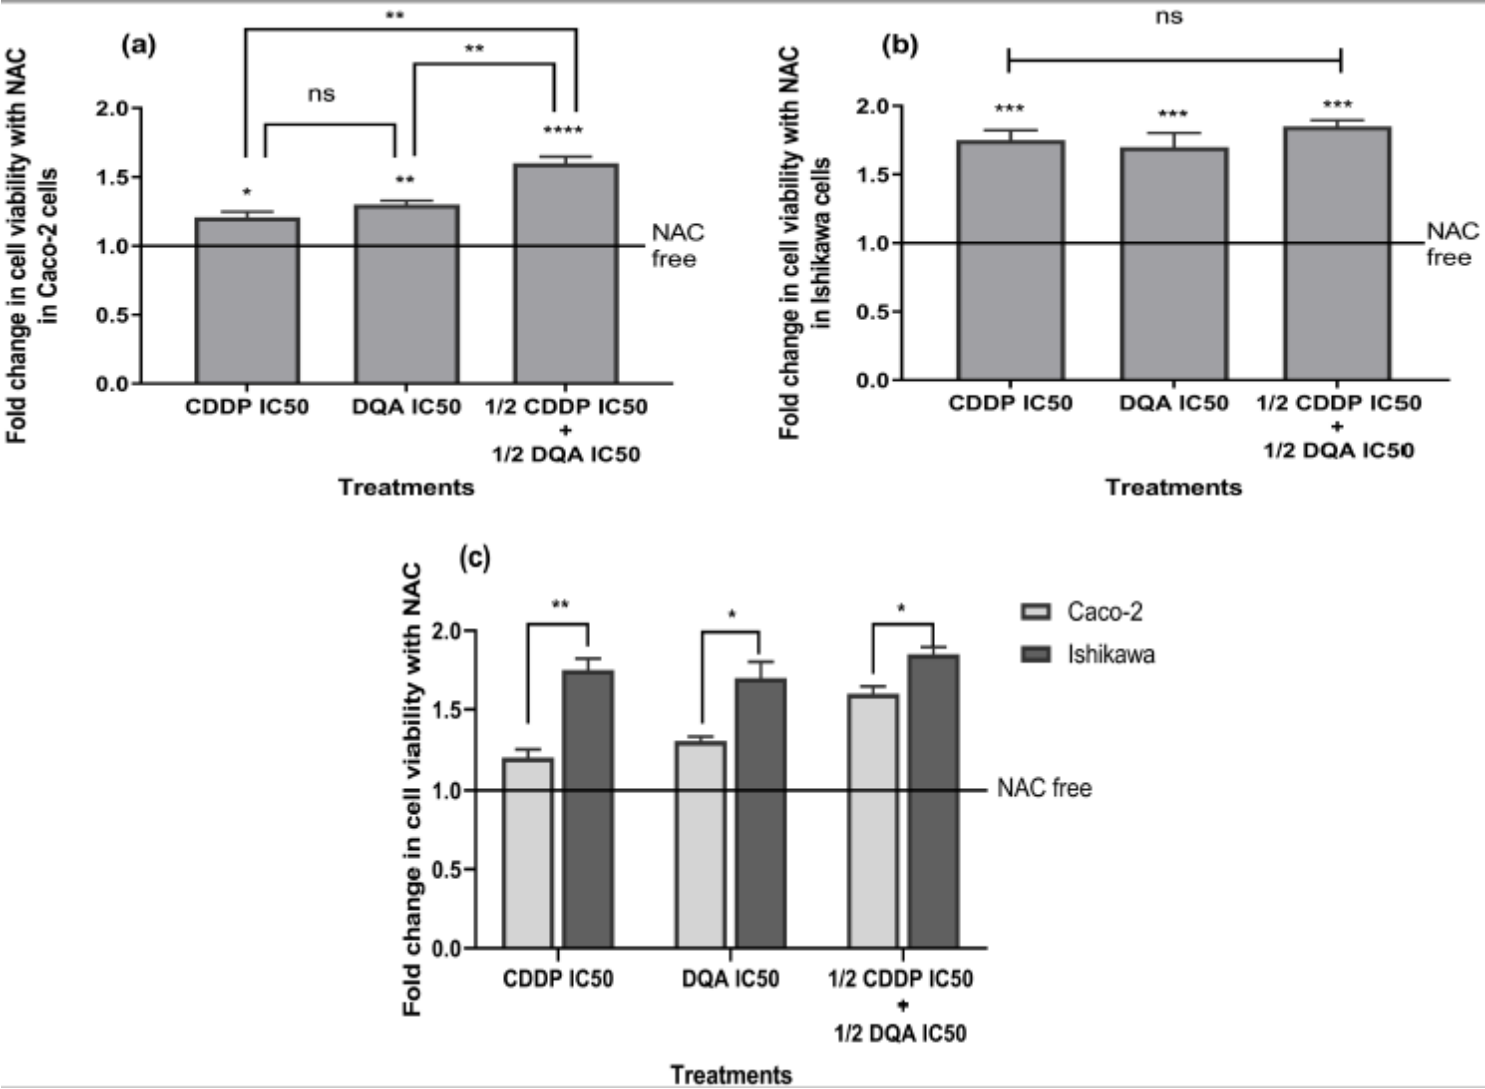 (a)
**
**
ns
Fold change in cell viability with NAC
in Caco-2 cells
2.0
1.5
1.0
0.5
0.0
*
**
****
NAC
free
CDDP IC50
DQA IC50
1/2 CDDP IC50
+
1/2 DQA IC50
Treatments
(b)
ns
Fold change in cell viability with NAC
in Ishikawa cells
2.0
1.5
1.0
0.5
0.0
***
***
***
NAC
free
CDDP IC50
DQA IC50
1/2 CDDP IC50
+
1/2 DQA IC50
Treatments
(c)
Fold change in cell viability with NAC
2.0
1.5
1.0
0.5
0.0
**
*
*
Caco-2
Ishikawa
NAC free
CDDP IC50
DQA IC50
1/2 CDDP IC50
+
1/2 DQA IC50
Treatments